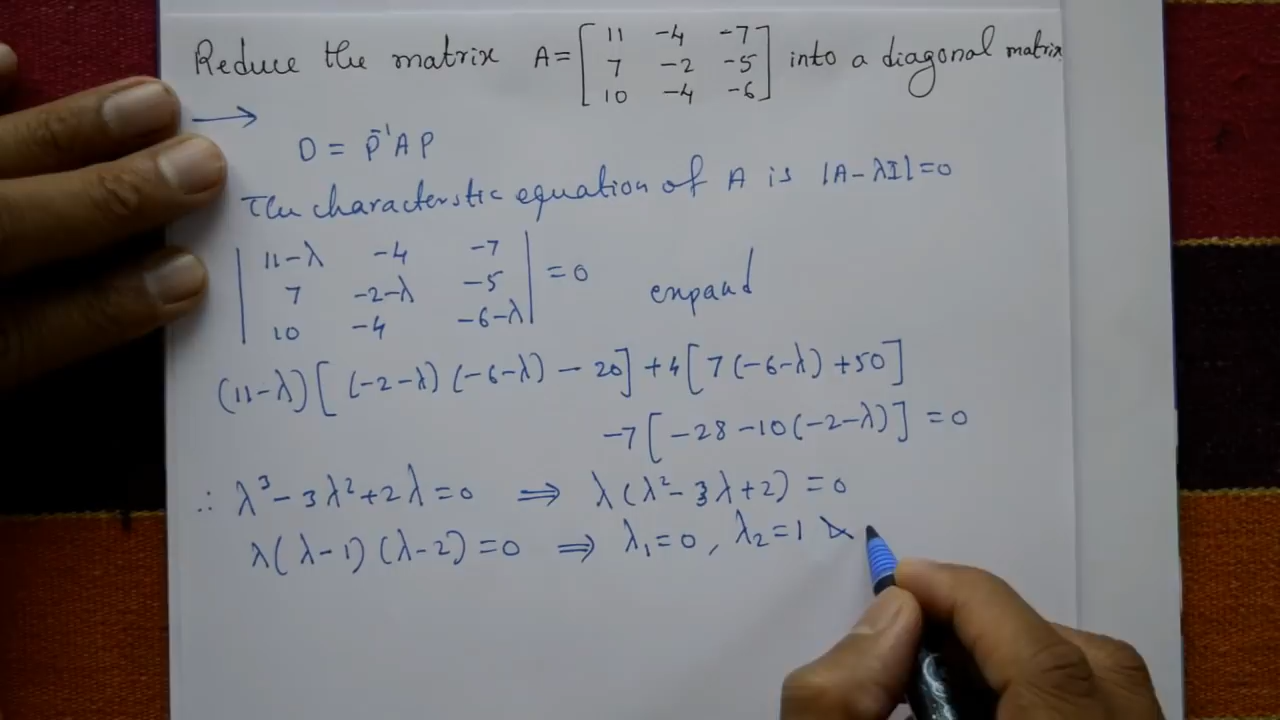 Reduce the matrix A = [ 11 -4 -7 ] into a diagonal matrix
7 -2 -5
10 -4 -6
→
D = P⁻¹ A P
The characterstic equation of A is |A - λI| = 0
| 11-λ -4 -7 |
7 -2-λ -5 = 0 expand
10 -4 -6-λ
(11-λ) [ (-2-λ) (-6-λ) - 20 ] + 4 [ 7 (-6-λ) + 50 ]
-7 [ -28 - 10 (-2-λ) ] = 0
∴ λ³ - 3λ² + 2λ = 0 ⟹ λ (λ² - 3λ + 2) = 0
λ (λ-1) (λ-2) = 0 ⟹ λ₁ = 0 , λ₂ = 1 &